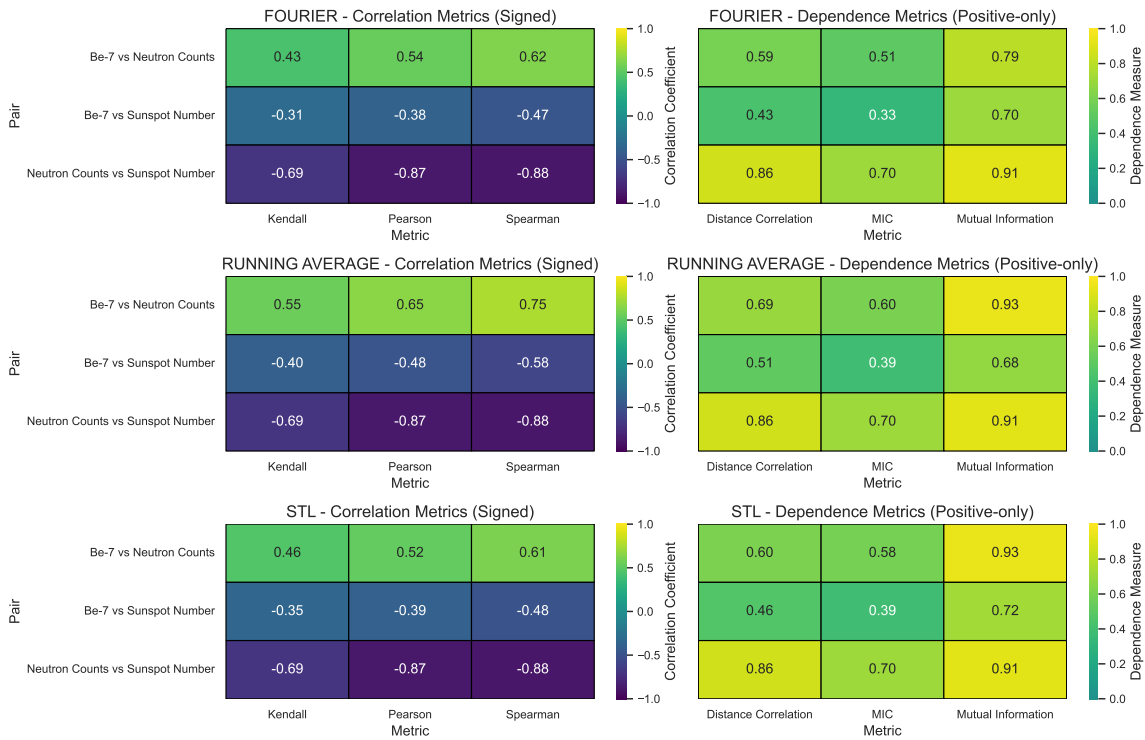 FOURIER - Correlation Metrics (Signed)
Pair
Be-7 vs Neutron Counts
0.43 0.54 0.62
Be-7 vs Sunspot Number
-0.31 -0.38 -0.47
Neutron Counts vs Sunspot Number
-0.69 -0.87 -0.88
Kendall Pearson Spearman
Metric
1.0
0.5
0.0
−0.5
−1.0
Correlation Coefficient
FOURIER - Dependence Metrics (Positive-only)
0.59 0.51 0.79
0.43 0.33 0.70
0.86 0.70 0.91
Distance Correlation MIC Mutual Information
Metric
1.0
0.8
0.6
0.4
0.2
0.0
Dependence Measure
RUNNING AVERAGE - Correlation Metrics (Signed)
Pair
Be-7 vs Neutron Counts
0.55 0.65 0.75
Be-7 vs Sunspot Number
-0.40 -0.48 -0.58
Neutron Counts vs Sunspot Number
-0.69 -0.87 -0.88
Kendall Pearson Spearman
Metric
1.0
0.5
0.0
−0.5
−1.0
Correlation Coefficient
RUNNING AVERAGE - Dependence Metrics (Positive-only)
0.69 0.60 0.93
0.51 0.39 0.68
0.86 0.70 0.91
Distance Correlation MIC Mutual Information
Metric
1.0
0.8
0.6
0.4
0.2
0.0
Dependence Measure
STL - Correlation Metrics (Signed)
Pair
Be-7 vs Neutron Counts
0.46 0.52 0.61
Be-7 vs Sunspot Number
-0.35 -0.39 -0.48
Neutron Counts vs Sunspot Number
-0.69 -0.87 -0.88
Kendall Pearson Spearman
Metric
1.0
0.5
0.0
−0.5
−1.0
Correlation Coefficient
STL - Dependence Metrics (Positive-only)
0.60 0.58 0.93
0.46 0.39 0.72
0.86 0.70 0.91
Distance Correlation MIC Mutual Information
Metric
1.0
0.8
0.6
0.4
0.2
0.0
Dependence Measure